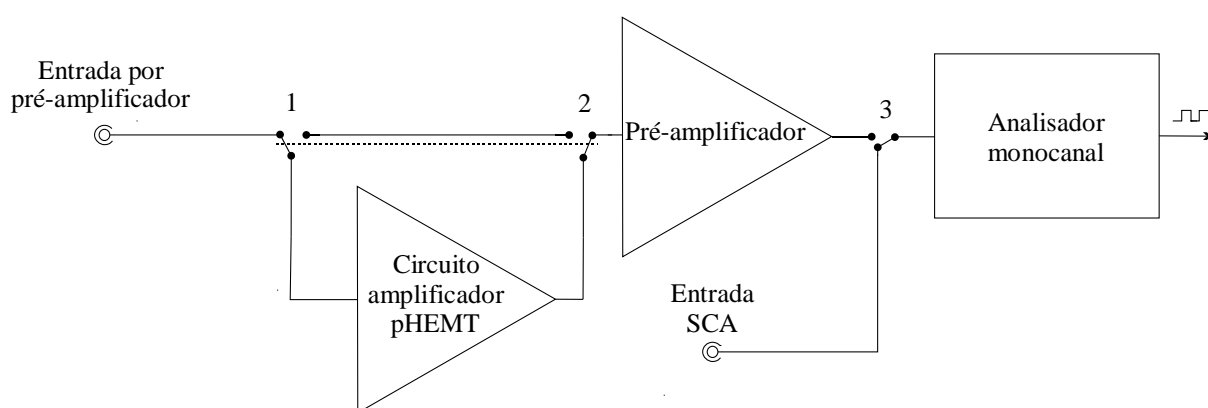 Entrada por
pré-amplificador
1
2
Pré-amplificador
3
Analisador
monocanal
Circuito
amplificador
pHEMT
Entrada
SCA